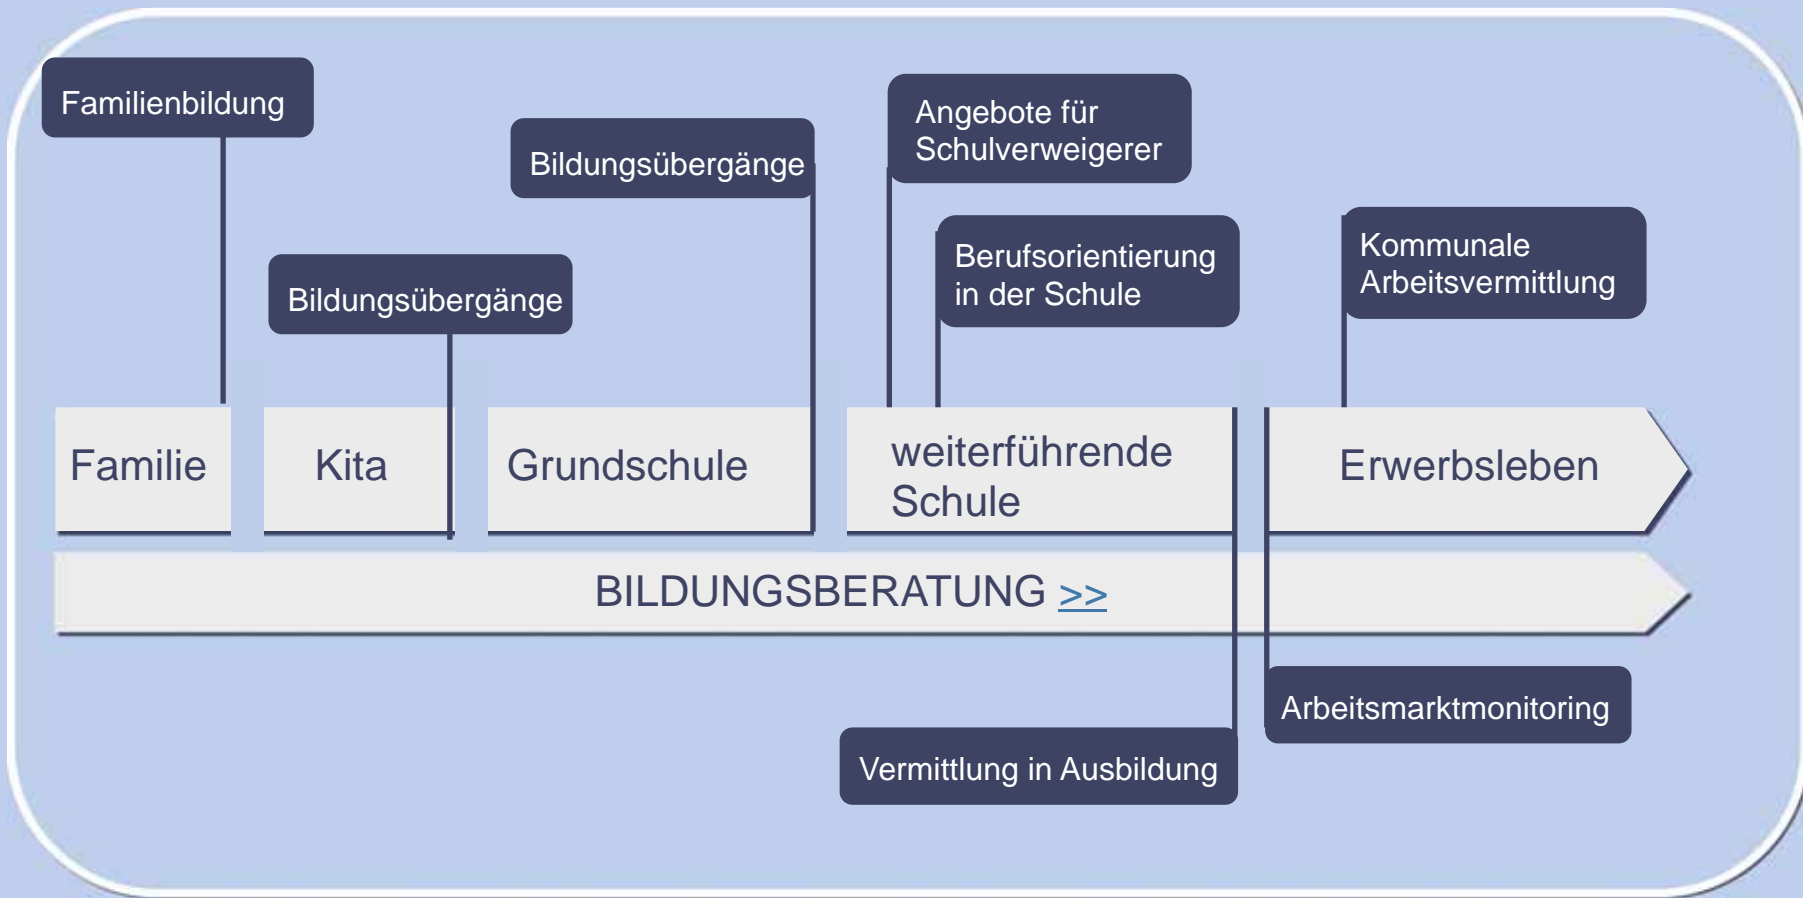 Familienbildung
Bildungsübergänge
Bildungsübergänge
Angebote für
Schulverweigerer
Berufsorientierung
in der Schule
Kommunale
Arbeitsvermittlung
Familie
Kita
Grundschule
weiterführende
Schule
Erwerbsleben
BILDUNGSBERATUNG >>
Arbeitsmarktmonitoring
Vermittlung in Ausbildung